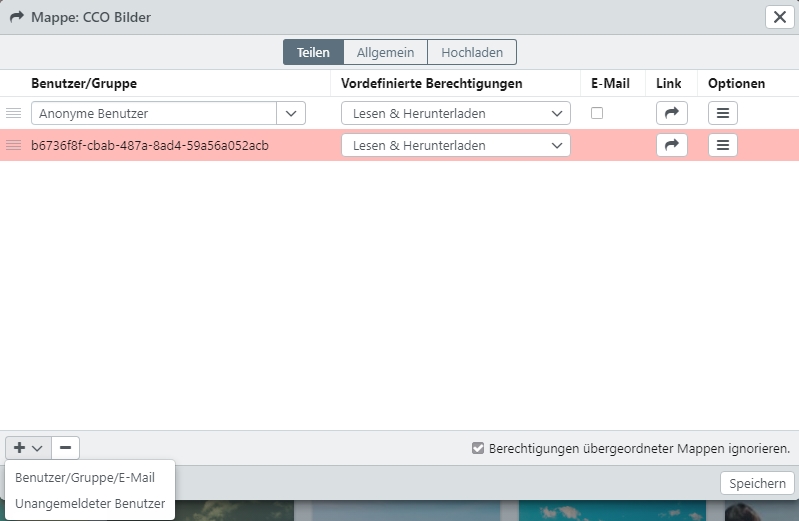 Mappe: CCO Bilder
Teilen Allgemein Hochladen
Benutzer/Gruppe Vordefinierte Berechtigungen E-Mail Link Optionen
Anonyme Benutzer Lesen & Herunterladen
b6736f8f-cbab-487a-8ad4-59a56a052acb Lesen & Herunterladen
Berechtigungen übergeordneter Mappen ignorieren.
Benutzer/Gruppe/E-Mail
Speichern
Unangemeldeter Benutzer